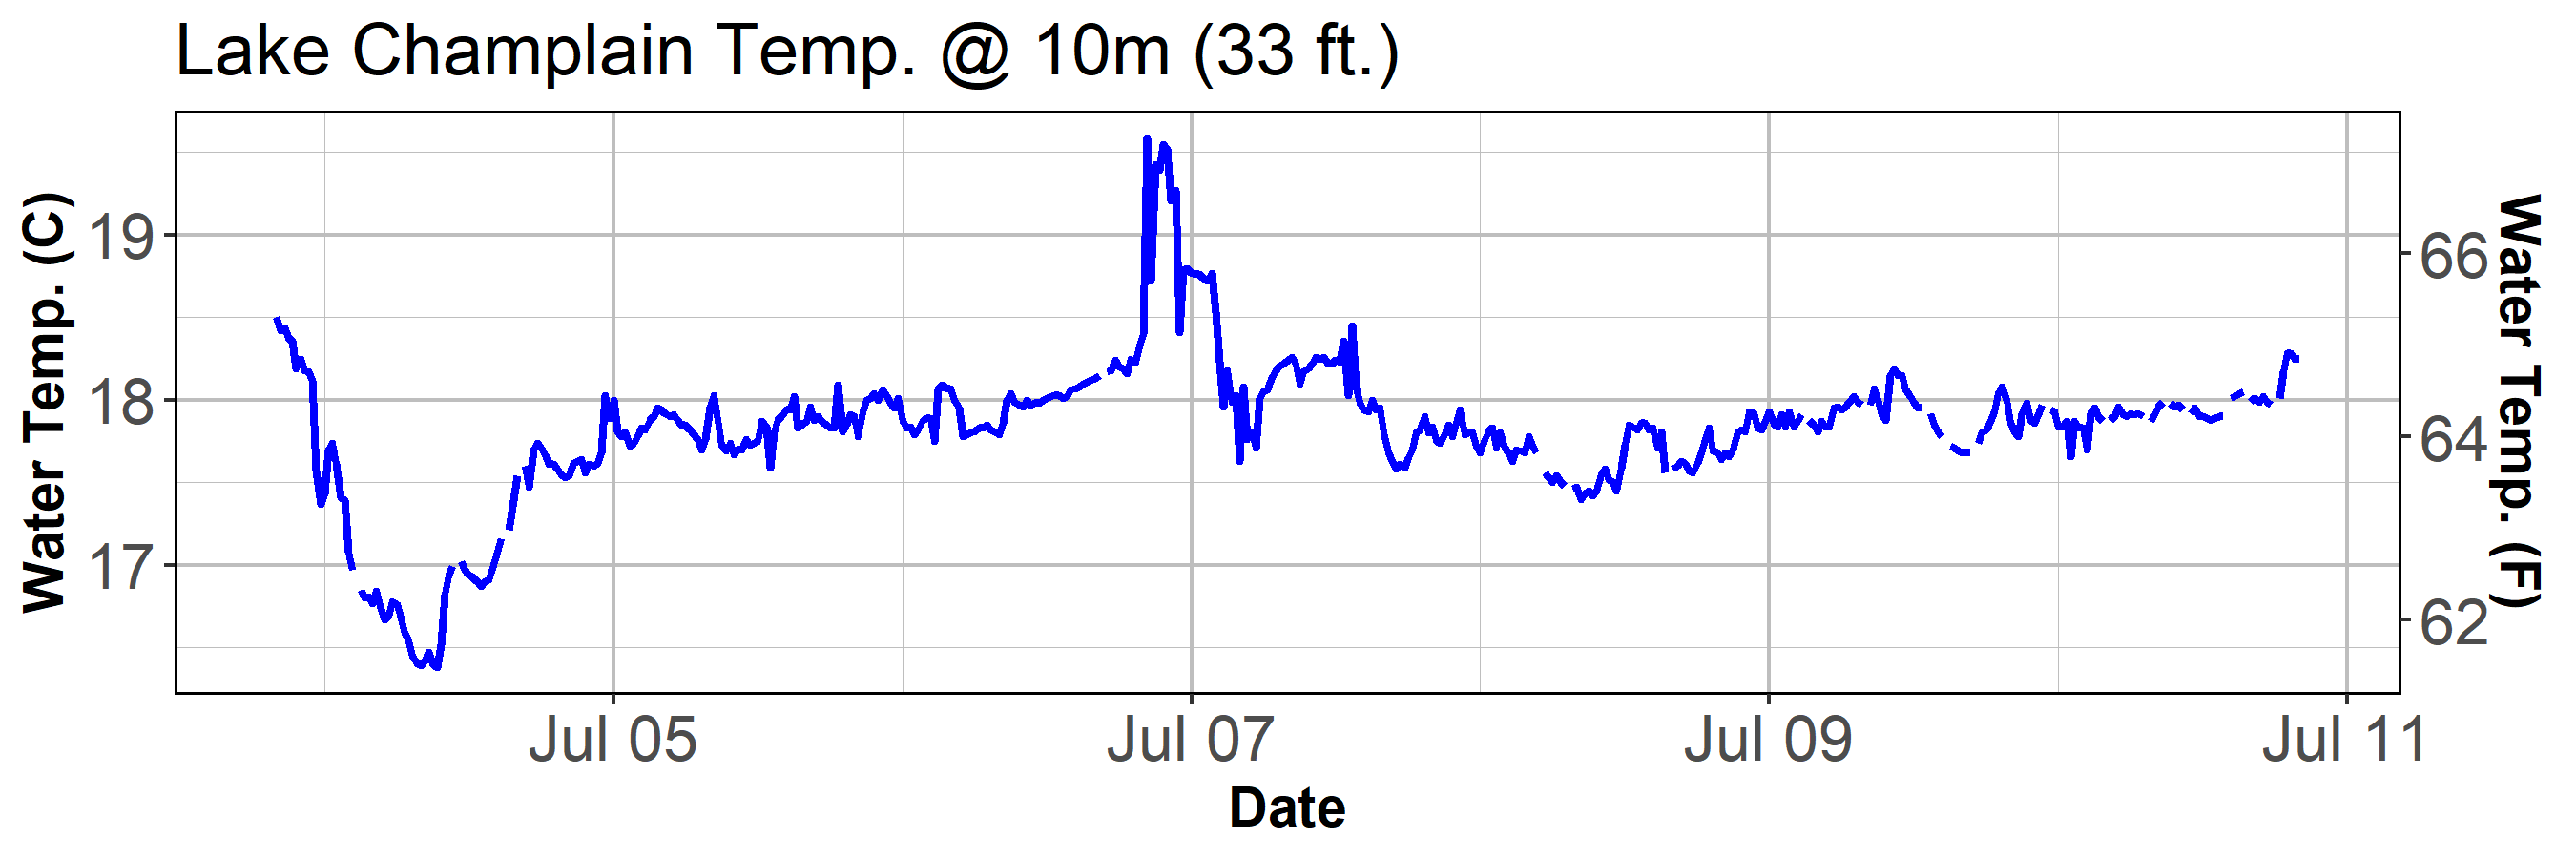 Lake Champlain Temp. @ 10m (33 ft.)
Water Temp. (C)
19
18
17
66
64
62
Water Temp. (F)
Jul 05 Jul 07 Jul 09 Jul 11
Date